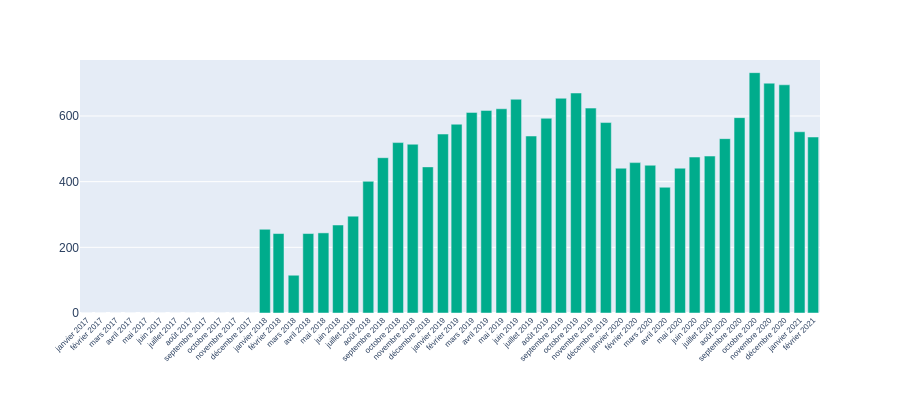 600
400
200
0
janvier 2017
février 2017
mars 2017
avril 2017
mai 2017
juin 2017
juillet 2017
août 2017
septembre 2017
octobre 2017
novembre 2017
décembre 2017
janvier 2018
février 2018
mars 2018
avril 2018
mai 2018
juin 2018
juillet 2018
août 2018
septembre 2018
octobre 2018
novembre 2018
décembre 2018
janvier 2019
février 2019
mars 2019
avril 2019
mai 2019
juin 2019
juillet 2019
août 2019
septembre 2019
octobre 2019
novembre 2019
décembre 2019
janvier 2020
février 2020
mars 2020
avril 2020
mai 2020
juin 2020
juillet 2020
août 2020
septembre 2020
octobre 2020
novembre 2020
décembre 2020
janvier 2021
février 2021